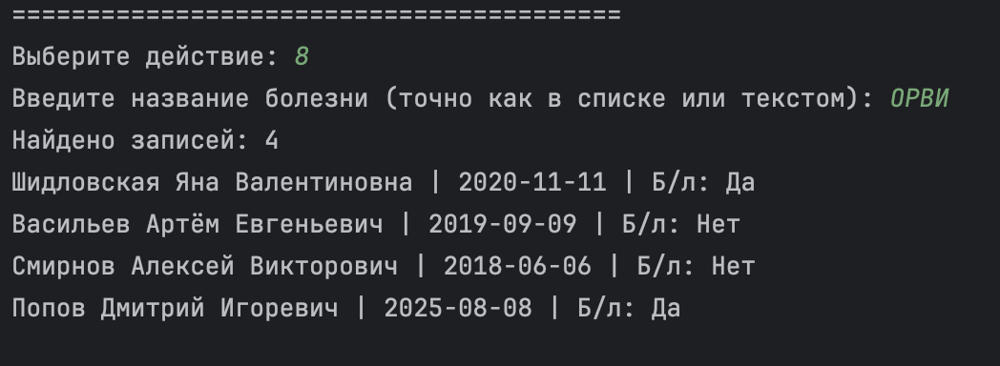 =========================================
Выберите действие: 8
Введите название болезни (точно как в списке или текстом): ОРВИ
Найдено записей: 4
Шидловская Яна Валентиновна | 2020-11-11 | Б/л: Да
Васильев Артём Евгеньевич | 2019-09-09 | Б/л: Нет
Смирнов Алексей Викторович | 2018-06-06 | Б/л: Нет
Попов Дмитрий Игоревич | 2025-08-08 | Б/л: Да